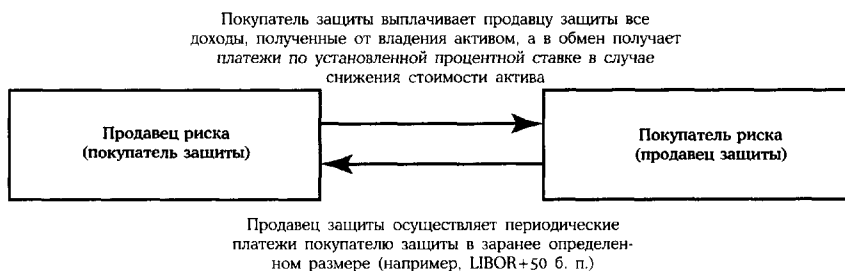 Покупатель защиты выплачивает продавцу защиты все
доходы, полученные от владения активом, а в обмен получает
платежи по установленной процентной ставке в случае
снижения стоимости актива
Продавец риска
(покупатель защиты)
Покупатель риска
(продавец защиты)
Продавец защиты осуществляет периодические
платежи покупателю защиты в заранее определен-
ном размере (например, LIBOR+50 б. п.)